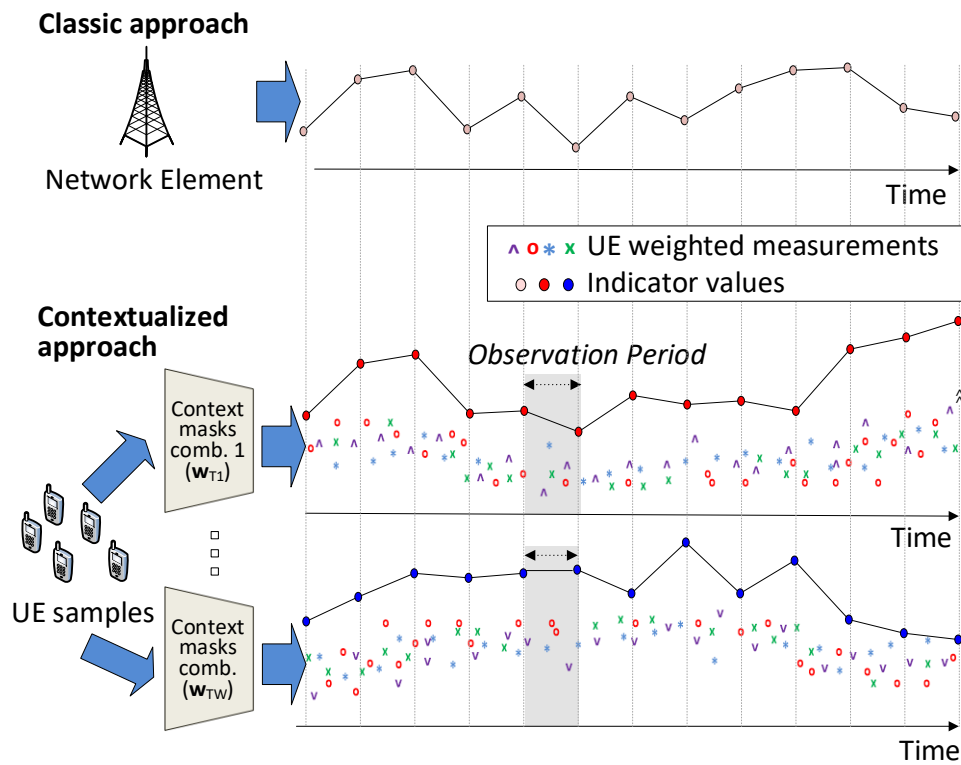 Classic approach
Network Element
Time
^ o * x UE weighted measurements
Indicator values
Contextualized
approach
Observation Period
Context
masks
comb. 1
(wT1)
UE samples
Context
masks
comb.
(wTW)
Time
Time